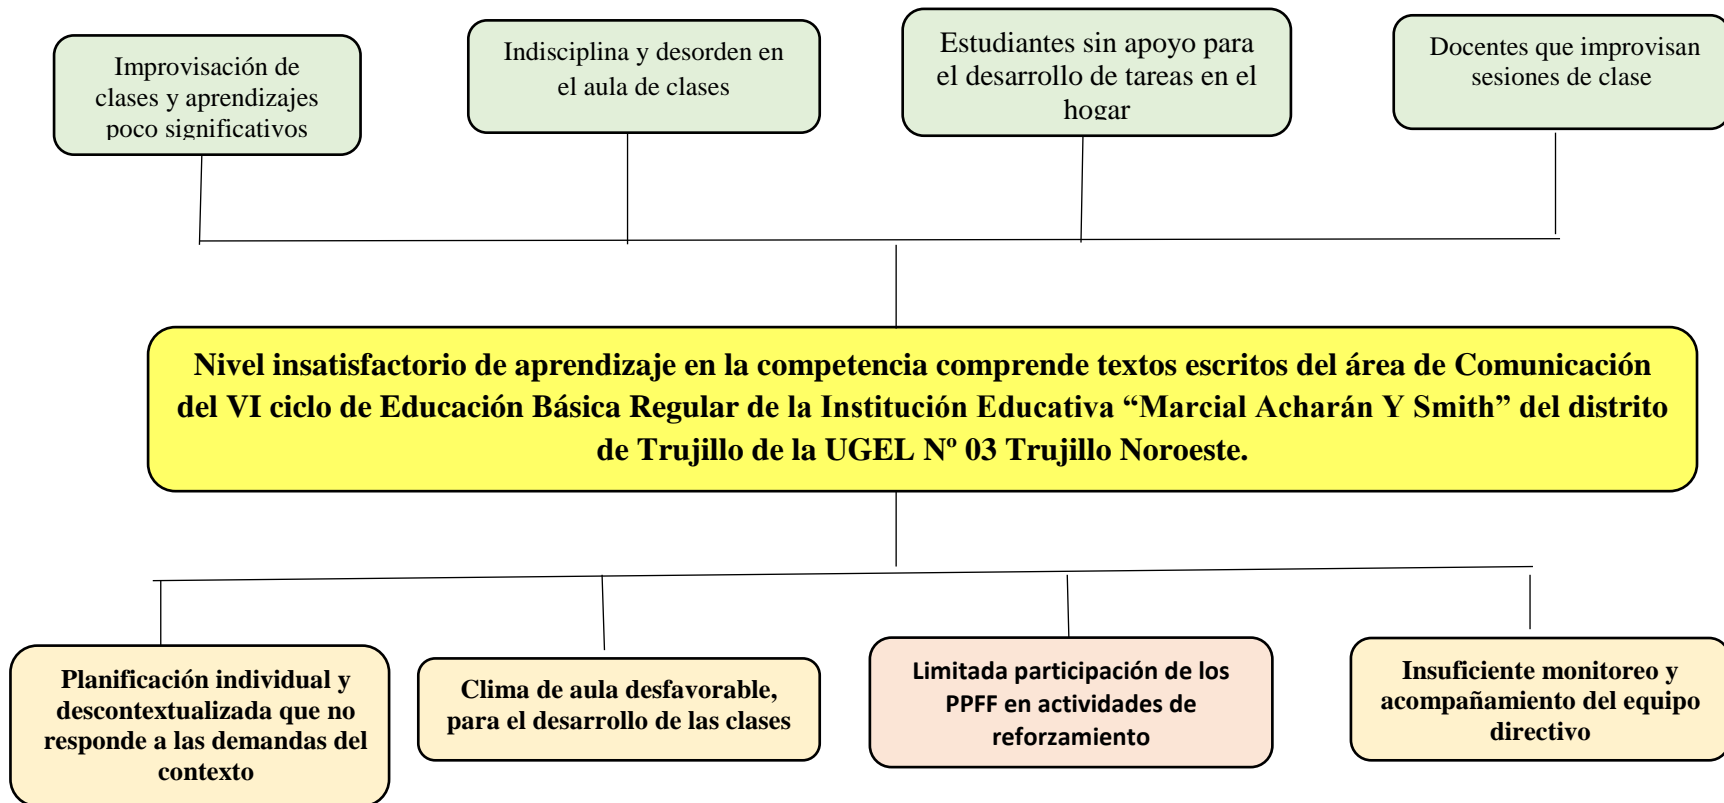 Improvisación de
clases y aprendizajes
poco significativos
Indisciplina y desorden en
el aula de clases
Estudiantes sin apoyo para
el desarrollo de tareas en el
hogar
Docentes que improvisan
sesiones de clase
Nivel insatisfactorio de aprendizaje en la competencia comprende textos escritos del área de Comunicación
del VI ciclo de Educación Básica Regular de la Institución Educativa “Marcial Acharán Y Smith” del distrito
de Trujillo de la UGEL Nº 03 Trujillo Noroeste.
Planificación individual y
descontextualizada que no
responde a las demandas del
contexto
Clima de aula desfavorable,
para el desarrollo de las clases
Limitada participación de los
PPFF en actividades de
reforzamiento
Insuficiente monitoreo y
acompañamiento del equipo
directivo